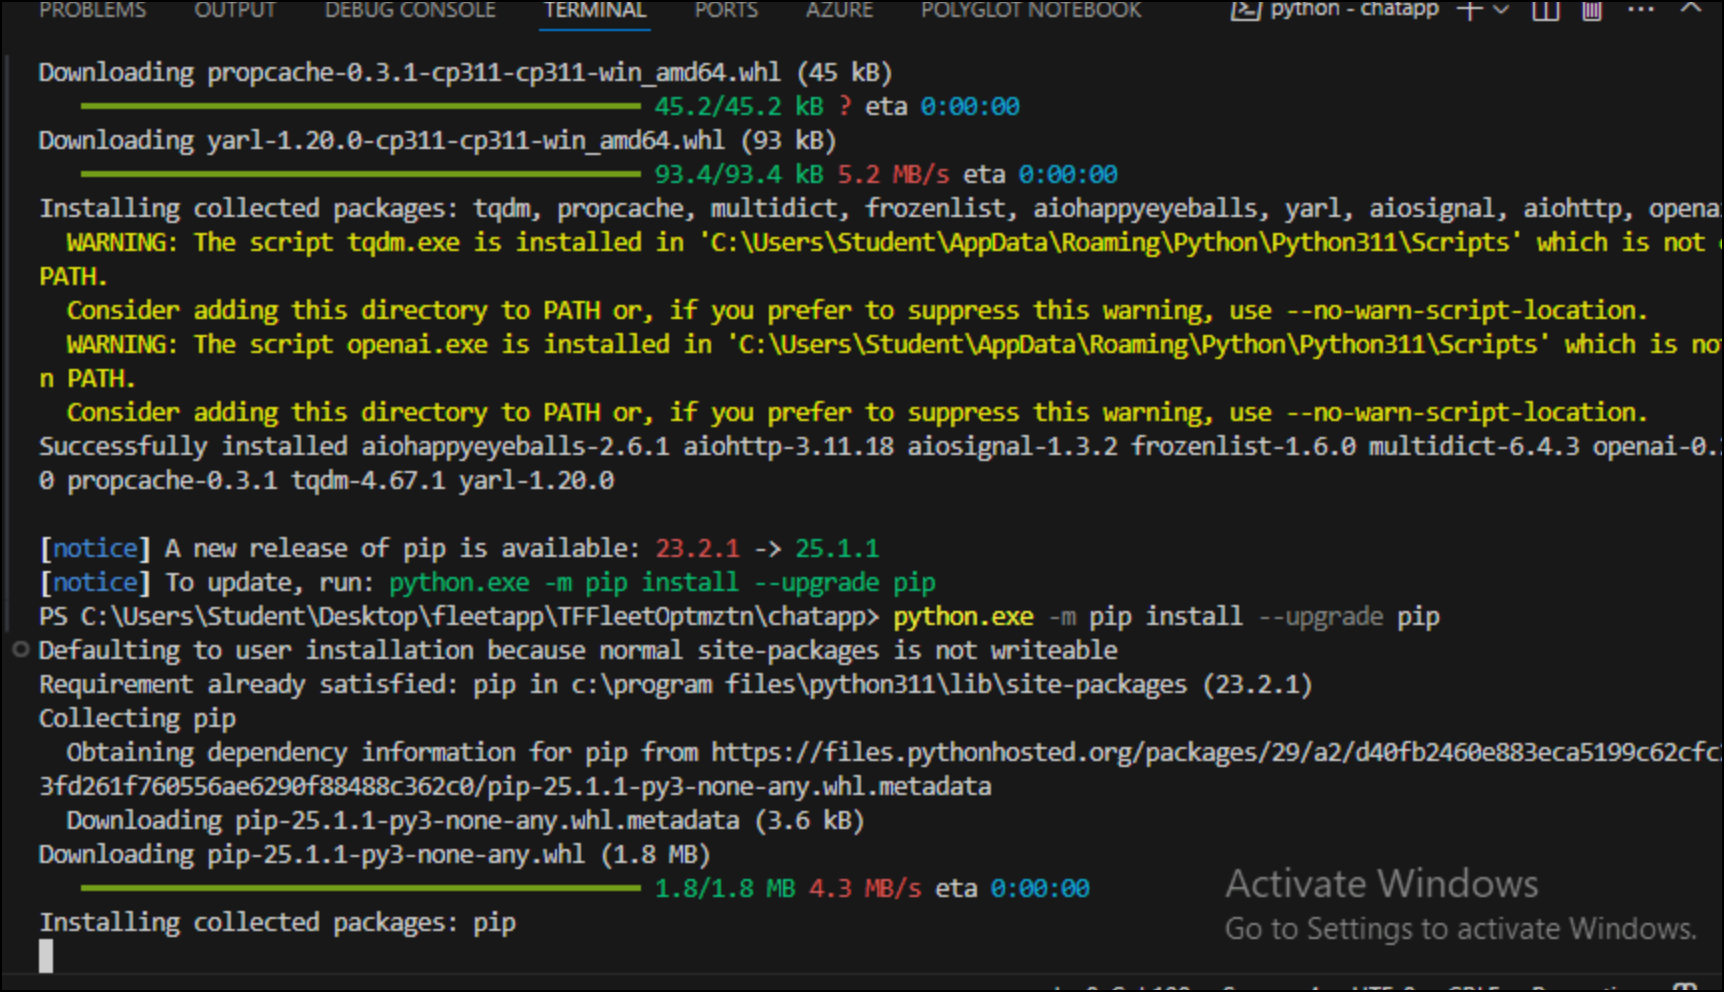 PROBLEMS OUTPUT DEBUG CONSOLE TERMINAL PORTS AZURE POLYGLOT NOTEBOOK python - chatapp
Downloading propcache-0.3.1-cp311-cp311-win_amd64.whl (45 kB)
45.2/45.2 kB ? eta 0:00:00
Downloading yarl-1.20.0-cp311-cp311-win_amd64.whl (93 kB)
93.4/93.4 kB 5.2 MB/s eta 0:00:00
Installing collected packages: tqdm, propcache, multidict, frozenlist, aiohappyeyeballs, yarl, aiosignal, aiohttp, opena
WARNING: The script tqdm.exe is installed in 'C:\Users\Student\AppData\Roaming\Python\Python311\Scripts' which is not
PATH.
Consider adding this directory to PATH or, if you prefer to suppress this warning, use --no-warn-script-location.
WARNING: The script openai.exe is installed in 'C:\Users\Student\AppData\Roaming\Python\Python311\Scripts' which is no
n PATH.
Consider adding this directory to PATH or, if you prefer to suppress this warning, use --no-warn-script-location.
Successfully installed aiohappyeyeballs-2.6.1 aiohttp-3.11.18 aiosignal-1.3.2 frozenlist-1.6.0 multidict-6.4.3 openai-0.
0 propcache-0.3.1 tqdm-4.67.1 yarl-1.20.0
[notice] A new release of pip is available: 23.2.1 -> 25.1.1
[notice] To update, run: python.exe -m pip install --upgrade pip
PS C:\Users\Student\Desktop\fleetapp\TFFleetOptmztn\chatapp> python.exe -m pip install --upgrade pip
Defaulting to user installation because normal site-packages is not writeable
Requirement already satisfied: pip in c:\program files\python311\lib\site-packages (23.2.1)
Collecting pip
Obtaining dependency information for pip from https://files.pythonhosted.org/packages/29/a2/d40fb2460e883eca5199c62cfc
3fd261f760556ae6290f88488c362c0/pip-25.1.1-py3-none-any.whl.metadata
Downloading pip-25.1.1-py3-none-any.whl.metadata (3.6 kB)
Downloading pip-25.1.1-py3-none-any.whl (1.8 MB)
1.8/1.8 MB 4.3 MB/s eta 0:00:00
Installing collected packages: pip
Activate Windows
Go to Settings to activate Windows.